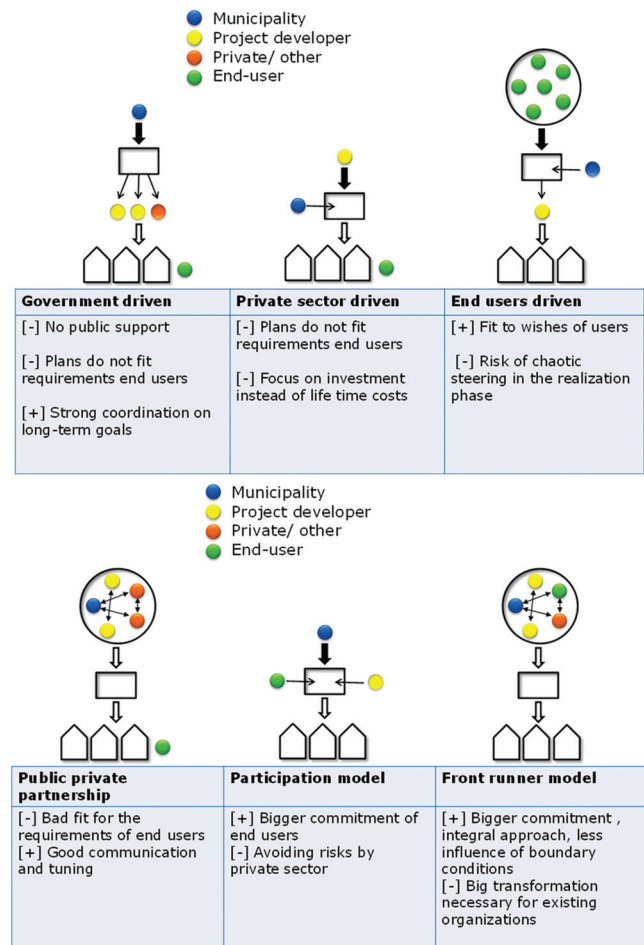 Municipality
Project developer
Private/ other
End-user
Government driven
[-] No public support
[-] Plans do not fit
requirements end users
[+] Strong coordination on
long-term goals
Private sector driven
[-] Plans do not fit
requirements end users
[-] Focus on investment
instead of life time costs
End users driven
[+] Fit to wishes of users
[-] Risk of chaotic
steering in the realization
phase
Municipality
Project developer
Private/ other
End-user
Public private
partnership
[-] Bad fit for the
requirements of end users
[+] Good communication
and tuning
Participation model
[+] Bigger commitment of
end users
[-] Avoiding risks by
private sector
Front runner model
[+] Bigger commitment ,
integral approach, less
influence of boundary
conditions
[-] Big transformation
necessary for existing
organizations